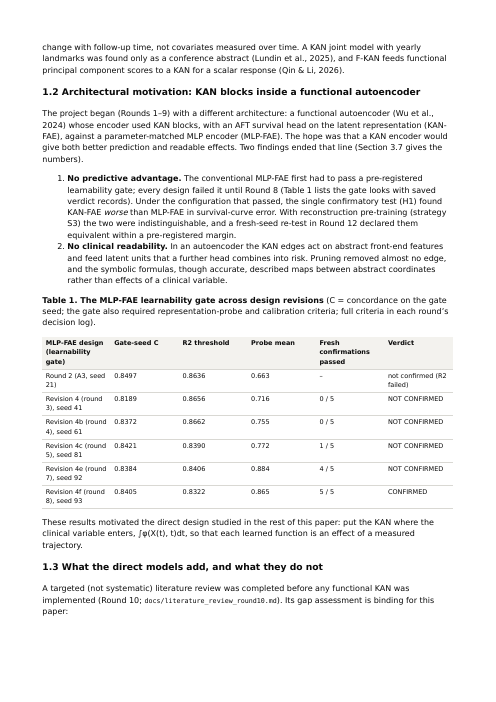 change with follow-up time, not covariates measured over time. A KAN joint model with yearly
landmarks was found only as a conference abstract (Lundin et al., 2025), and F-KAN feeds functional
principal component scores to a KAN for a scalar response (Qin & Li, 2026).
1.2 Architectural motivation: KAN blocks inside a functional autoencoder
The project began (Rounds 1–9) with a different architecture: a functional autoencoder (Wu et al.,
2024) whose encoder used KAN blocks, with an AFT survival head on the latent representation (KAN-
FAE), against a parameter-matched MLP encoder (MLP-FAE). The hope was that a KAN encoder would
give both better prediction and readable effects. Two findings ended that line (Section 3.7 gives the
numbers).
1. No predictive advantage. The conventional MLP-FAE first had to pass a pre-registered
learnability gate; every design failed it until Round 8 (Table 1 lists the gate looks with saved
verdict records). Under the configuration that passed, the single confirmatory test (H1) found
KAN-FAE worse than MLP-FAE in survival-curve error. With reconstruction pre-training (strategy
S3) the two were indistinguishable, and a fresh-seed re-test in Round 12 declared them
equivalent within a pre-registered margin.
2. No clinical readability. In an autoencoder the KAN edges act on abstract front-end features
and feed latent units that a further head combines into risk. Pruning removed almost no edge,
and the symbolic formulas, though accurate, described maps between abstract coordinates
rather than effects of a clinical variable.
Table 1. The MLP-FAE learnability gate across design revisions (C = concordance on the gate
seed; the gate also required representation-probe and calibration criteria; full criteria in each round's
decision log).
MLP-FAE design (learnability gate) Gate-seed C R2 threshold Probe mean Fresh confirmations passed Verdict
Round 2 (A3, seed 21) 0.8497 0.8636 0.663 – not confirmed (R2 failed)
Revision 4 (round 3), seed 41 0.8189 0.8656 0.716 0 / 5 NOT CONFIRMED
Revision 4b (round 4), seed 61 0.8372 0.8662 0.755 0 / 5 NOT CONFIRMED
Revision 4c (round 5), seed 81 0.8421 0.8390 0.772 1 / 5 NOT CONFIRMED
Revision 4e (round 7), seed 92 0.8384 0.8406 0.884 4 / 5 NOT CONFIRMED
Revision 4f (round 8), seed 93 0.8405 0.8322 0.865 5 / 5 CONFIRMED
These results motivated the direct design studied in the rest of this paper: put the KAN where the
clinical variable enters, ∫φ(X(t), t)dt, so that each learned function is an effect of a measured
trajectory.
1.3 What the direct models add, and what they do not
A targeted (not systematic) literature review was completed before any functional KAN was
implemented (Round 10; docs/literature_review_round10.md). Its gap assessment is binding for this
paper: